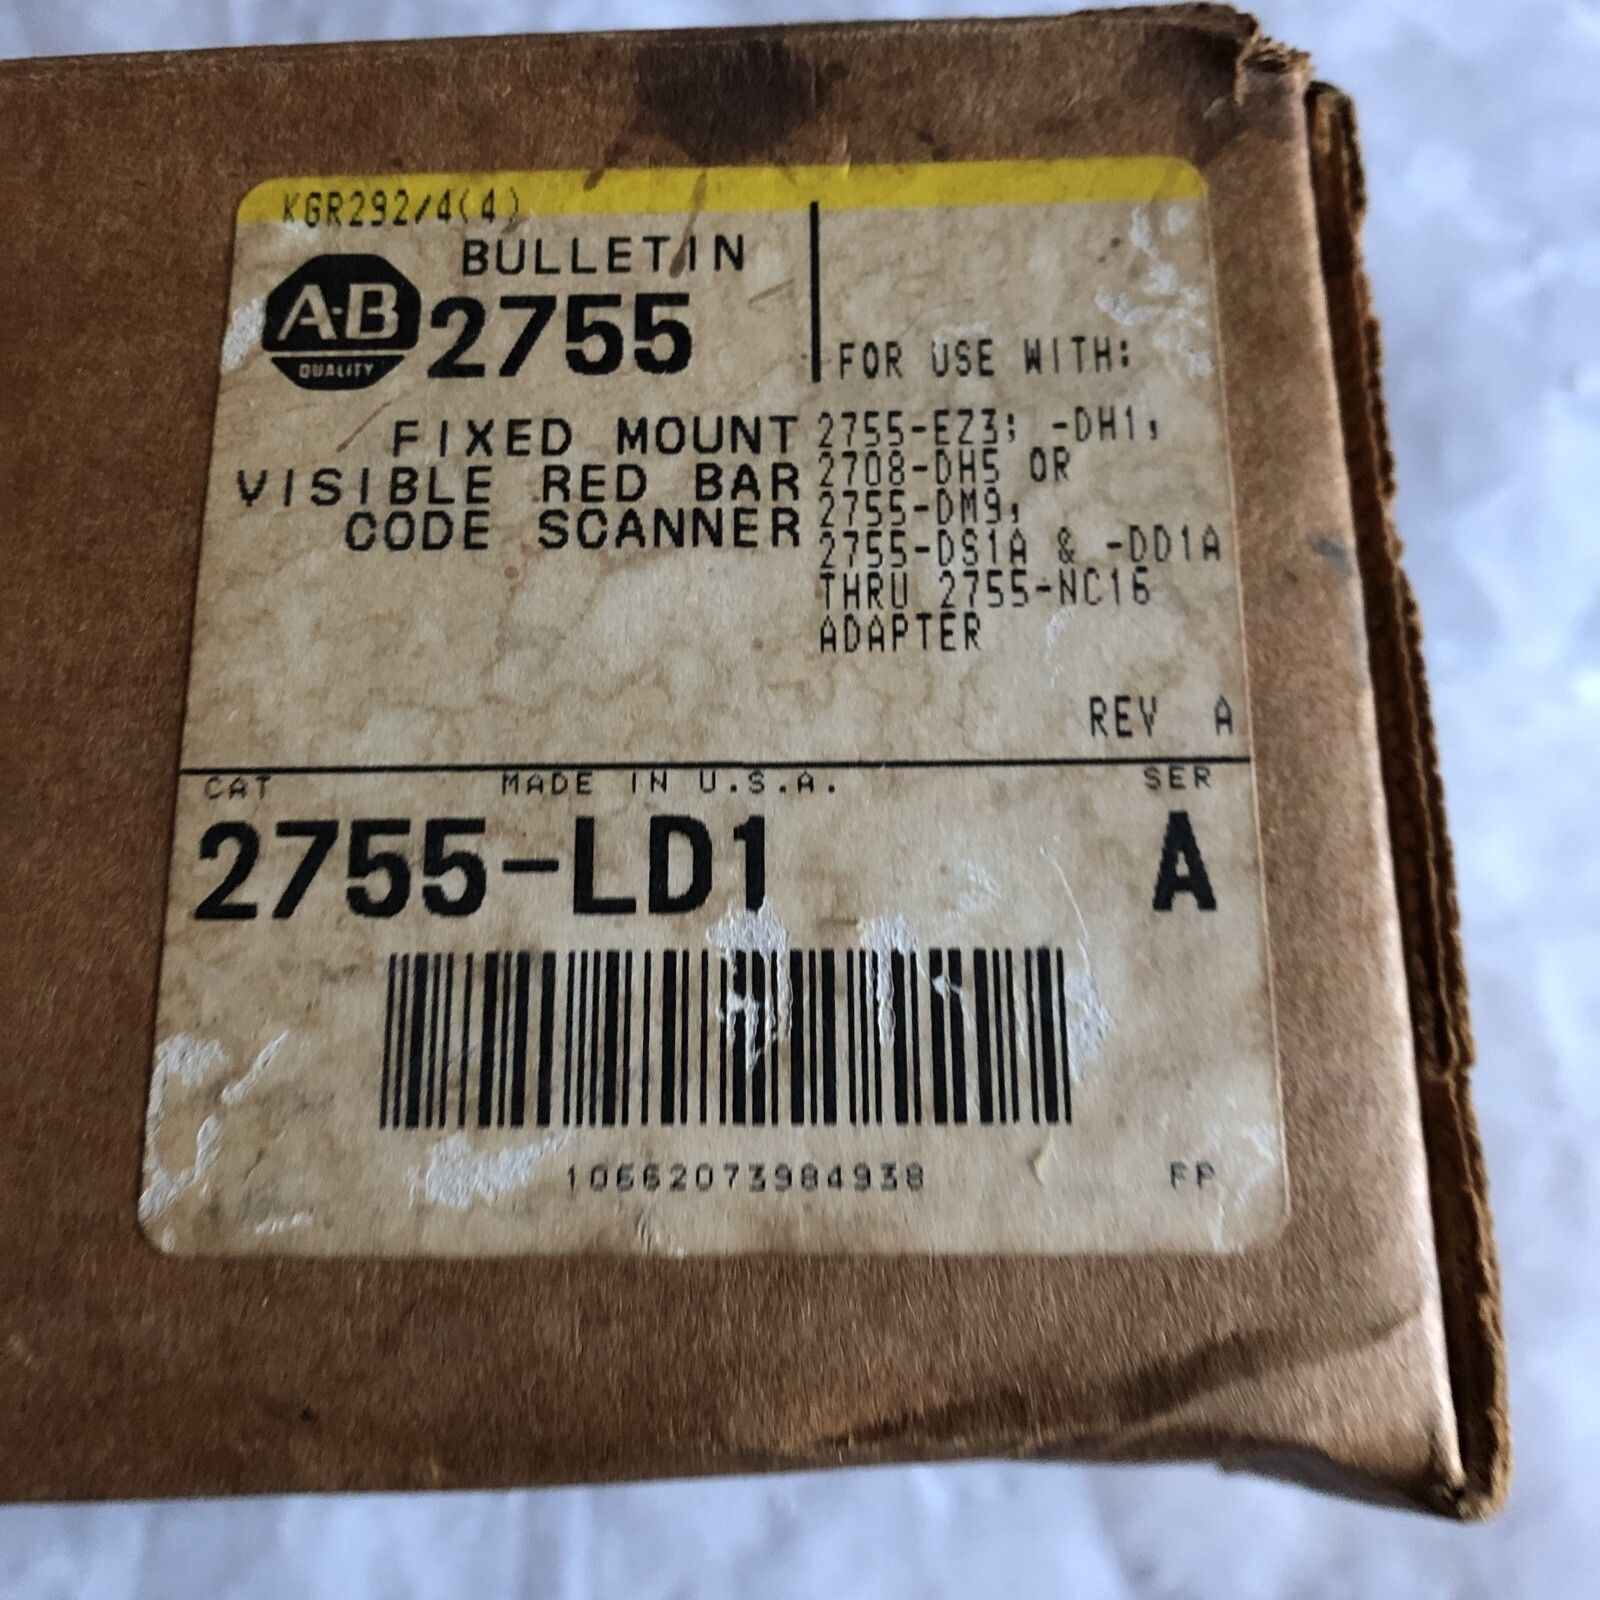 KGR292/4(4)
BULLETIN
A-B
QUALITY
2755
FIXED MOUNT
VISIBLE RED BAR
CODE SCANNER
FOR USE WITH:
2755-EZ3; -DH1,
2708-DH5 OR
2755-DM9,
2755-DS1A & -DD1A
THRU 2755-NC16
ADAPTER
REV A
CAT MADE IN U.S.A. SER
2755-LD1 A
10662073984938 FP